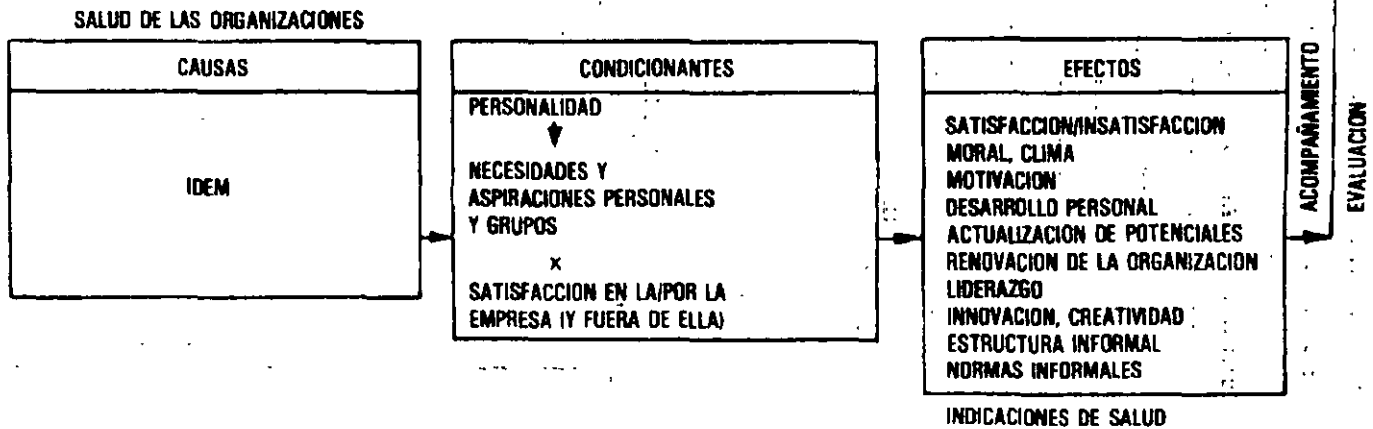 SALUD DE LAS ORGANIZACIONES
CAUSAS
IDEM
CONDICIONANTES
PERSONALIDAD
NECESIDADES Y
ASPIRACIONES PERSONALES
Y GRUPOS
x
SATISFACCION EN LA/POR LA
EMPRESA (Y FUERA DE ELLA)
EFECTOS
SATISFACCION/INSATISFACCION
MORAL, CLIMA
MOTIVACION
DESARROLLO PERSONAL
ACTUALIZACION DE POTENCIALES
RENOVACION DE LA ORGANIZACION
LIDERAZGO
INNOVACION, CREATIVIDAD
ESTRUCTURA INFORMAL
NORMAS INFORMALES
INDICACIONES DE SALUD
ACOMPAÑAMIENTO
EVALUACION